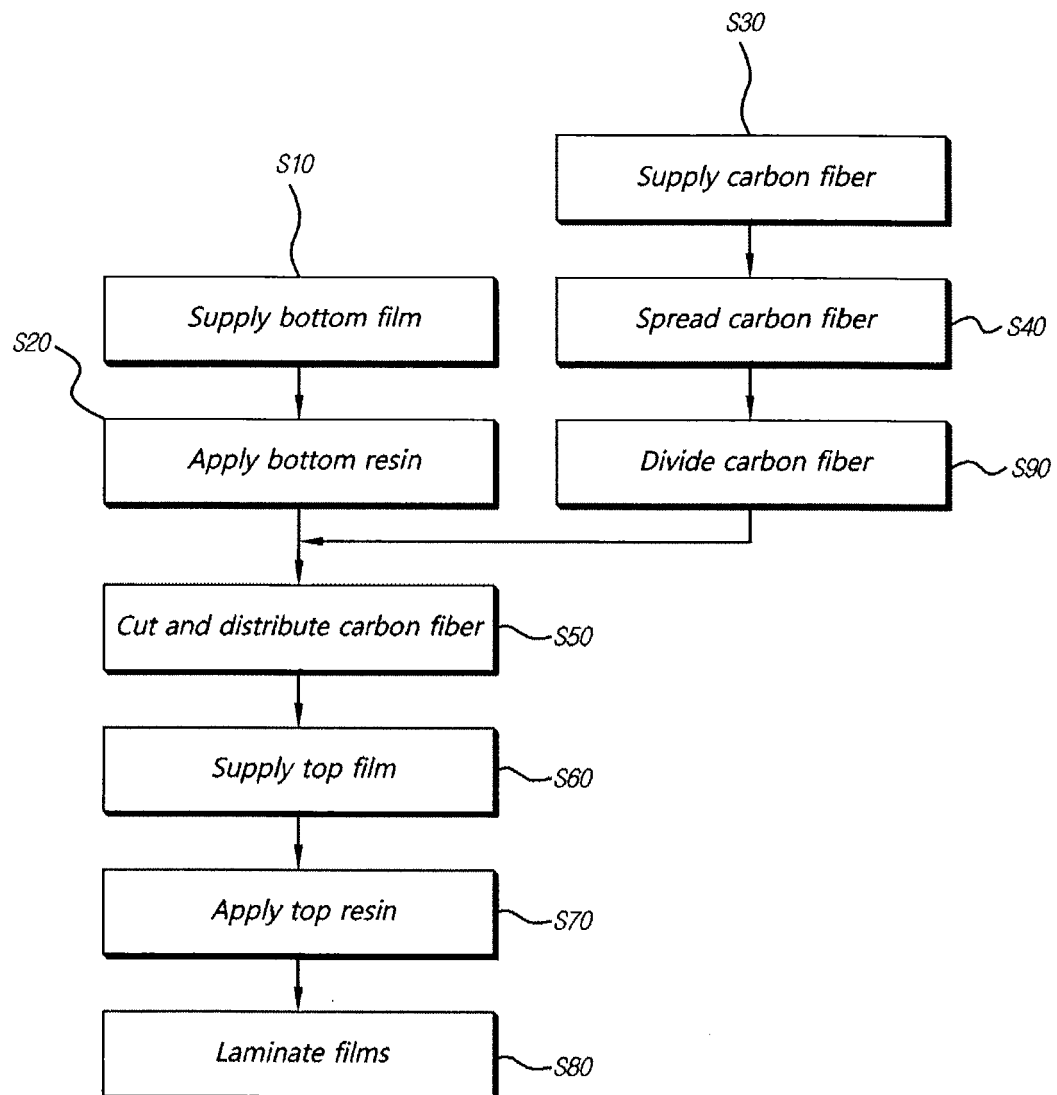 S30
Supply carbon fiber
S10
Supply bottom film
Spread carbon fiber
S40
S20
Apply bottom resin
Divide carbon fiber
S90
Cut and distribute carbon fiber
S50
Supply top film
S60
Apply top resin
S70
Laminate films
S80